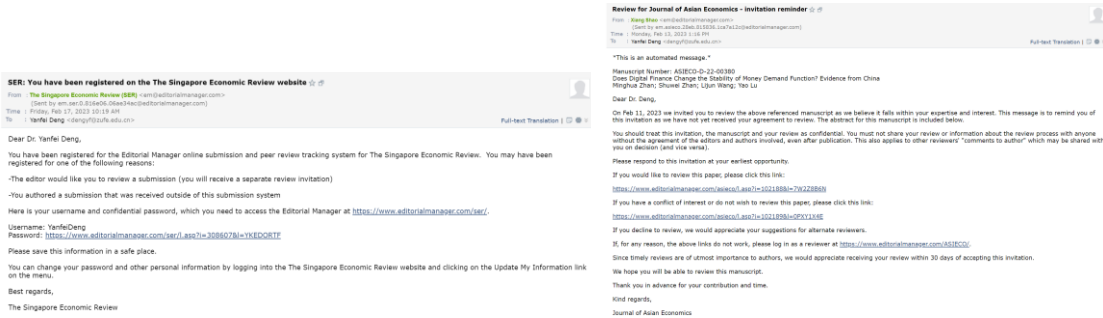 SER: You have been registered on the The Singapore Economic Review website
From : The Singapore Economic Review (SER) <em@editorialmanager.com>
(Sent by em.ser.0.816e06.06ee34ac@editorialmanager.com)
Time : Friday, Feb 17, 2023 10:19 AM
To : Yanfei Deng <dengyf@zufe.edu.cn>
Full-text Translation |
Dear Dr. Yanfei Deng,
You have been registered for the Editorial Manager online submission and peer review tracking system for The Singapore Economic Review. You may have been
registered for one of the following reasons:
-The editor would like you to review a submission (you will receive a separate review invitation)
-You authored a submission that was received outside of this submission system
Here is your username and confidential password, which you need to access the Editorial Manager at https://www.editorialmanager.com/ser/.
Username: YanfeiDeng
Password: https://www.editorialmanager.com/ser/l.asp?i=308607&l=YKEDORTF
Please save this information in a safe place.
You can change your password and other personal information by logging into the The Singapore Economic Review website and clicking on the Update My Information link
on the menu.
Best regards,
The Singapore Economic Review
Review for Journal of Asian Economics - invitation reminder
From : Kang Shao <em@editorialmanager.com>
Time : Monday, Feb 13, 2023 1:16 PM
To : Yanfei Deng <dengyf@zufe.edu.cn>
Full-text Translation |
*This is an automated message.*
Manuscript Number: ASIECO-D-22-00380
Does Digital Finance Change the Stability of Money Demand Function? Evidence from China
Minghua Zhan; Shuwei Zhan; Lijun Wang; Yao Lu
Dear Dr. Deng,
On Feb 11, 2023 we invited you to review the above referenced manuscript as we believe it falls within your expertise and interest. This message is to remind you of
this invitation as we have not yet received your agreement to review. The abstract for this manuscript is included below.
You should treat this invitation, the manuscript and your review as confidential. You must not share your review or information about the review process with anyone
without the agreement of the editors and authors involved, even after publication. This also applies to other reviewers' "comments to author" which may be shared with
you on decision (and vice versa).
Please respond to this invitation at your earliest opportunity.
If you would like to review this paper, please click this link:
https://www.editorialmanager.com/asieco/l.asp?i=102188&l=7W2Z8B6N
If you have a conflict of interest or do not wish to review this paper, please click this link:
https://www.editorialmanager.com/asieco/l.asp?i=102189&l=0FXY1X4E
If you decline to review, we would appreciate your suggestions for alternate reviewers.
If, for any reason, the above links do not work, please log in as a reviewer at https://www.editorialmanager.com/ASIECO/.
Since timely reviews are of utmost importance to authors, we would appreciate receiving your review within 30 days of accepting this invitation.
We hope you will be able to review this manuscript.
Thank you in advance for your contribution and time.
Kind regards,
Journal of Asian Economics